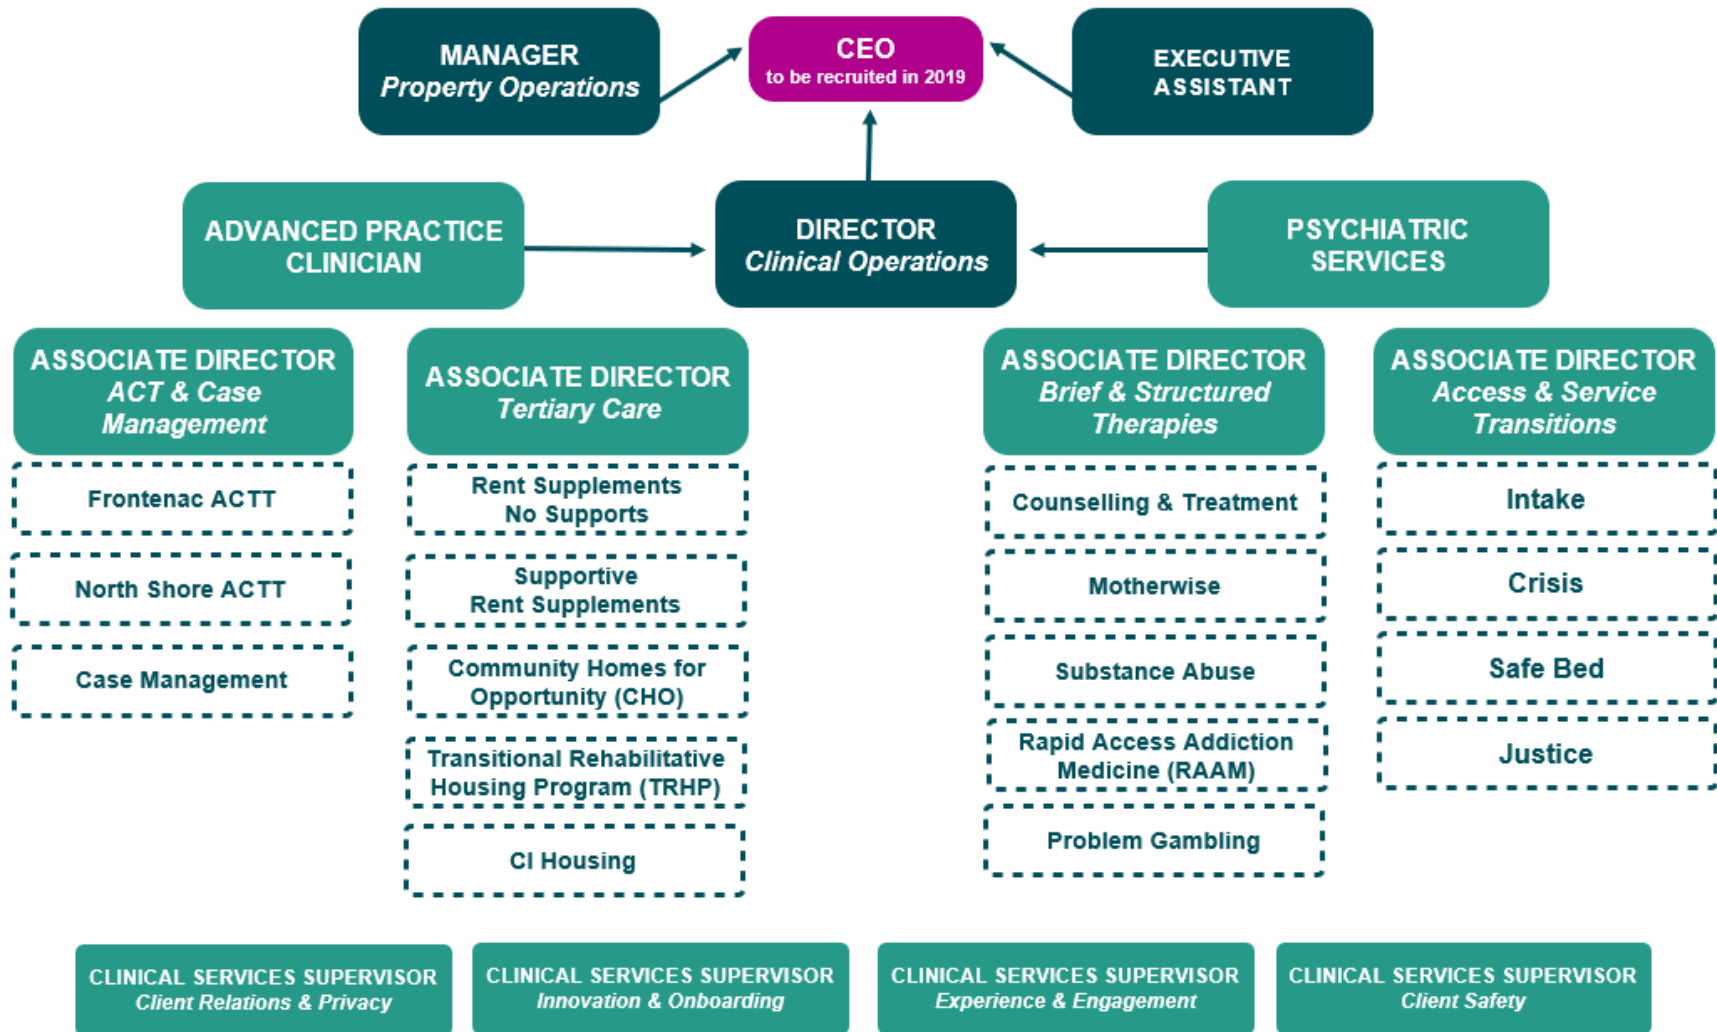 MANAGER
Property Operations
CEO
to be recruited in 2019
EXECUTIVE
ASSISTANT
ADVANCED PRACTICE
CLINICIAN
DIRECTOR
Clinical Operations
PSYCHIATRIC
SERVICES
ASSOCIATE DIRECTOR
ACT & Case
Management
Frontenac ACTT
North Shore ACTT
Case Management
ASSOCIATE DIRECTOR
Tertiary Care
Rent Supplements
No Supports
Supportive
Rent Supplements
Community Homes for
Opportunity (CHO)
Transitional Rehabilitative
Housing Program (TRHP)
CI Housing
ASSOCIATE DIRECTOR
Brief & Structured
Therapies
Counselling & Treatment
Motherwise
Substance Abuse
Rapid Access Addiction
Medicine (RAAM)
Problem Gambling
ASSOCIATE DIRECTOR
Access & Service
Transitions
Intake
Crisis
Safe Bed
Justice
CLINICAL SERVICES SUPERVISOR
Client Relations & Privacy
CLINICAL SERVICES SUPERVISOR
Innovation & Onboarding
CLINICAL SERVICES SUPERVISOR
Experience & Engagement
CLINICAL SERVICES SUPERVISOR
Client Safety